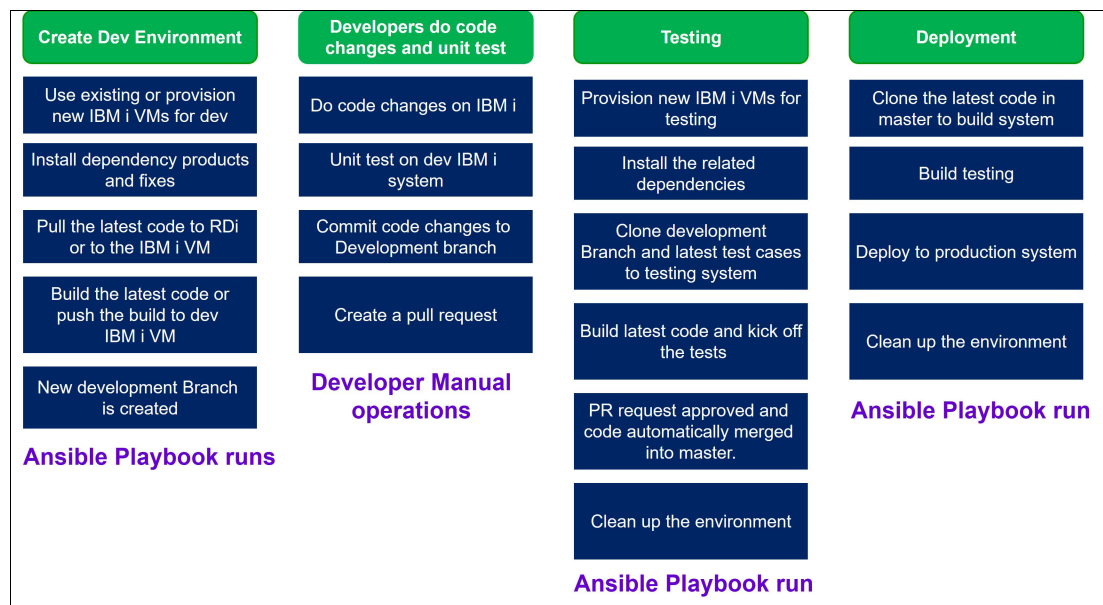 Create Dev Environment
Use existing or provision
new IBM i VMs for dev
Install dependency products
and fixes
Pull the latest code to RDi
or to the IBM i VM
Build the latest code or
push the build to dev
IBM i VM
New development Branch
is created
Ansible Playbook runs
Developers do code
changes and unit test
Do code changes on IBM i
Unit test on dev IBM i
system
Commit code changes to
Development branch
Create a pull request
Developer Manual
operations
Testing
Provision new IBM i VMs for
testing
Install the related
dependencies
Clone development
Branch and latest test cases
to testing system
Build latest code and kick off
the tests
PR request approved and
code automatically merged
into master.
Clean up the environment
Ansible Playbook run
Deployment
Clone the latest code in
master to build system
Build testing
Deploy to production system
Clean up the environment
Ansible Playbook run